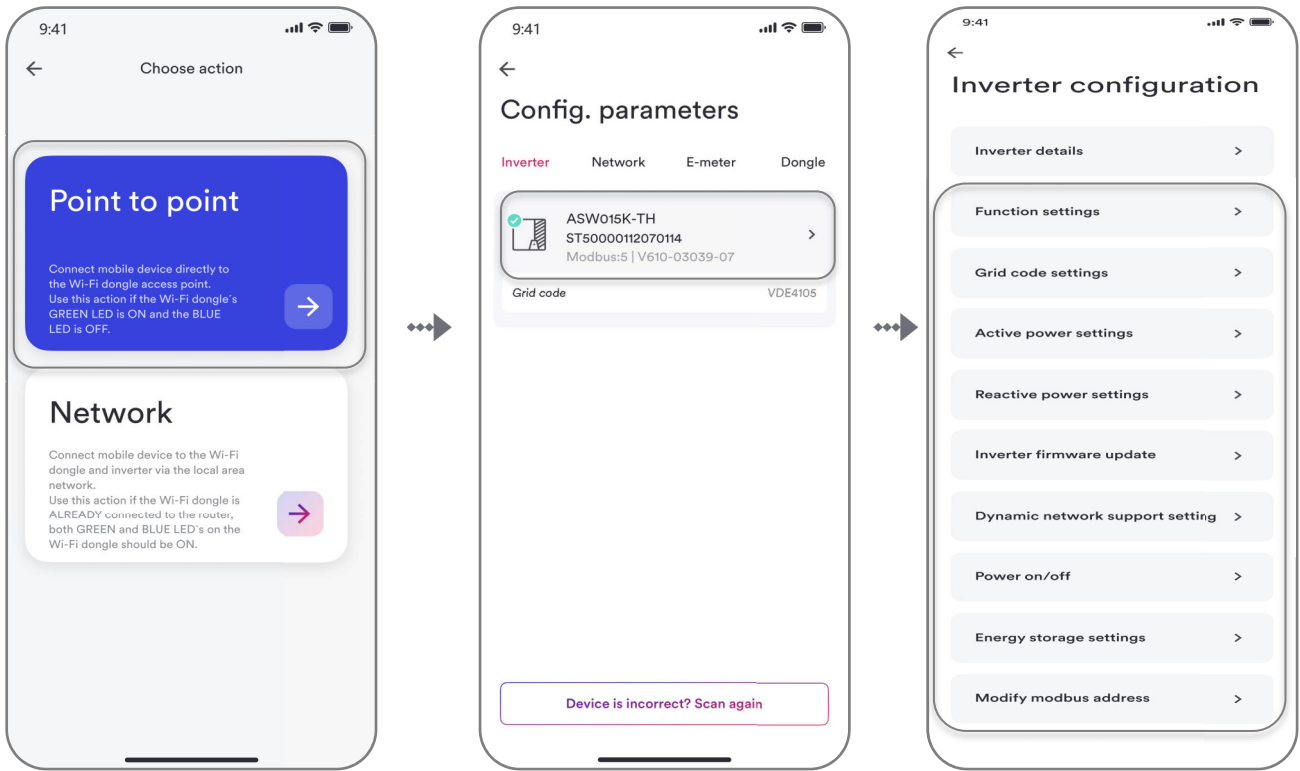 9:41
Choose action
Point to point
Connect mobile device directly to
the Wi-Fi dongle access point.
Use this action if the Wi-Fi dongle´s
GREEN LED is ON and the BLUE
LED is OFF.
Network
Connect mobile device to the Wi-Fi
dongle and inverter via the local area
network.
Use this action if the Wi-Fi dongle is
ALREADY connected to the router,
both GREEN and BLUE LED`s on the
Wi-Fi dongle should be ON.
9:41
Config. parameters
Inverter Network E-meter Dongle
ASW015K-TH
ST50000112070114
Modbus:5 | V610-03039-07
Grid code VDE4105
Device is incorrect? Scan again
9:41
Inverter configuration
Inverter details
Function settings
Grid code settings
Active power settings
Reactive power settings
Inverter firmware update
Dynamic network support setting
Power on/off
Energy storage settings
Modify modbus address